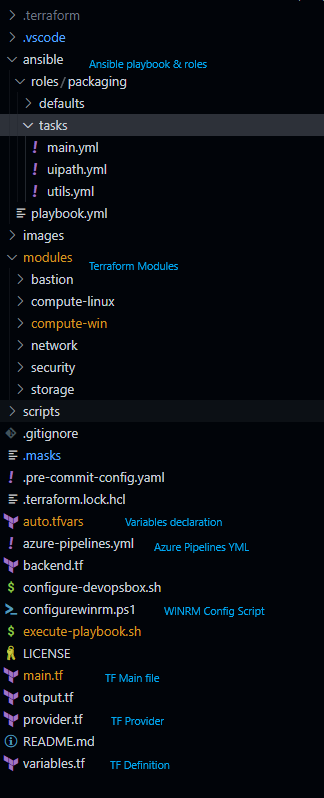 .terraform
.vscode
ansible Ansible playbook & roles
roles/packaging
defaults
tasks
main.yml
uipath.yml
utils.yml
playbook.yml
images
modules Terraform Modules
bastion
compute-linux
compute-win
network
security
storage
scripts
.gitignore
.masks
.pre-commit-config.yaml
.terraform.lock.hcl
auto.tfvars Variables declaration
azure-pipelines.yml Azure Pipelines YML
backend.tf
configure-devopsbox.sh
configurewinrm.ps1 WINRM Config Script
execute-playbook.sh
LICENSE
main.tf TF Main file
output.tf
provider.tf TF Provider
README.md
variables.tf TF Definition